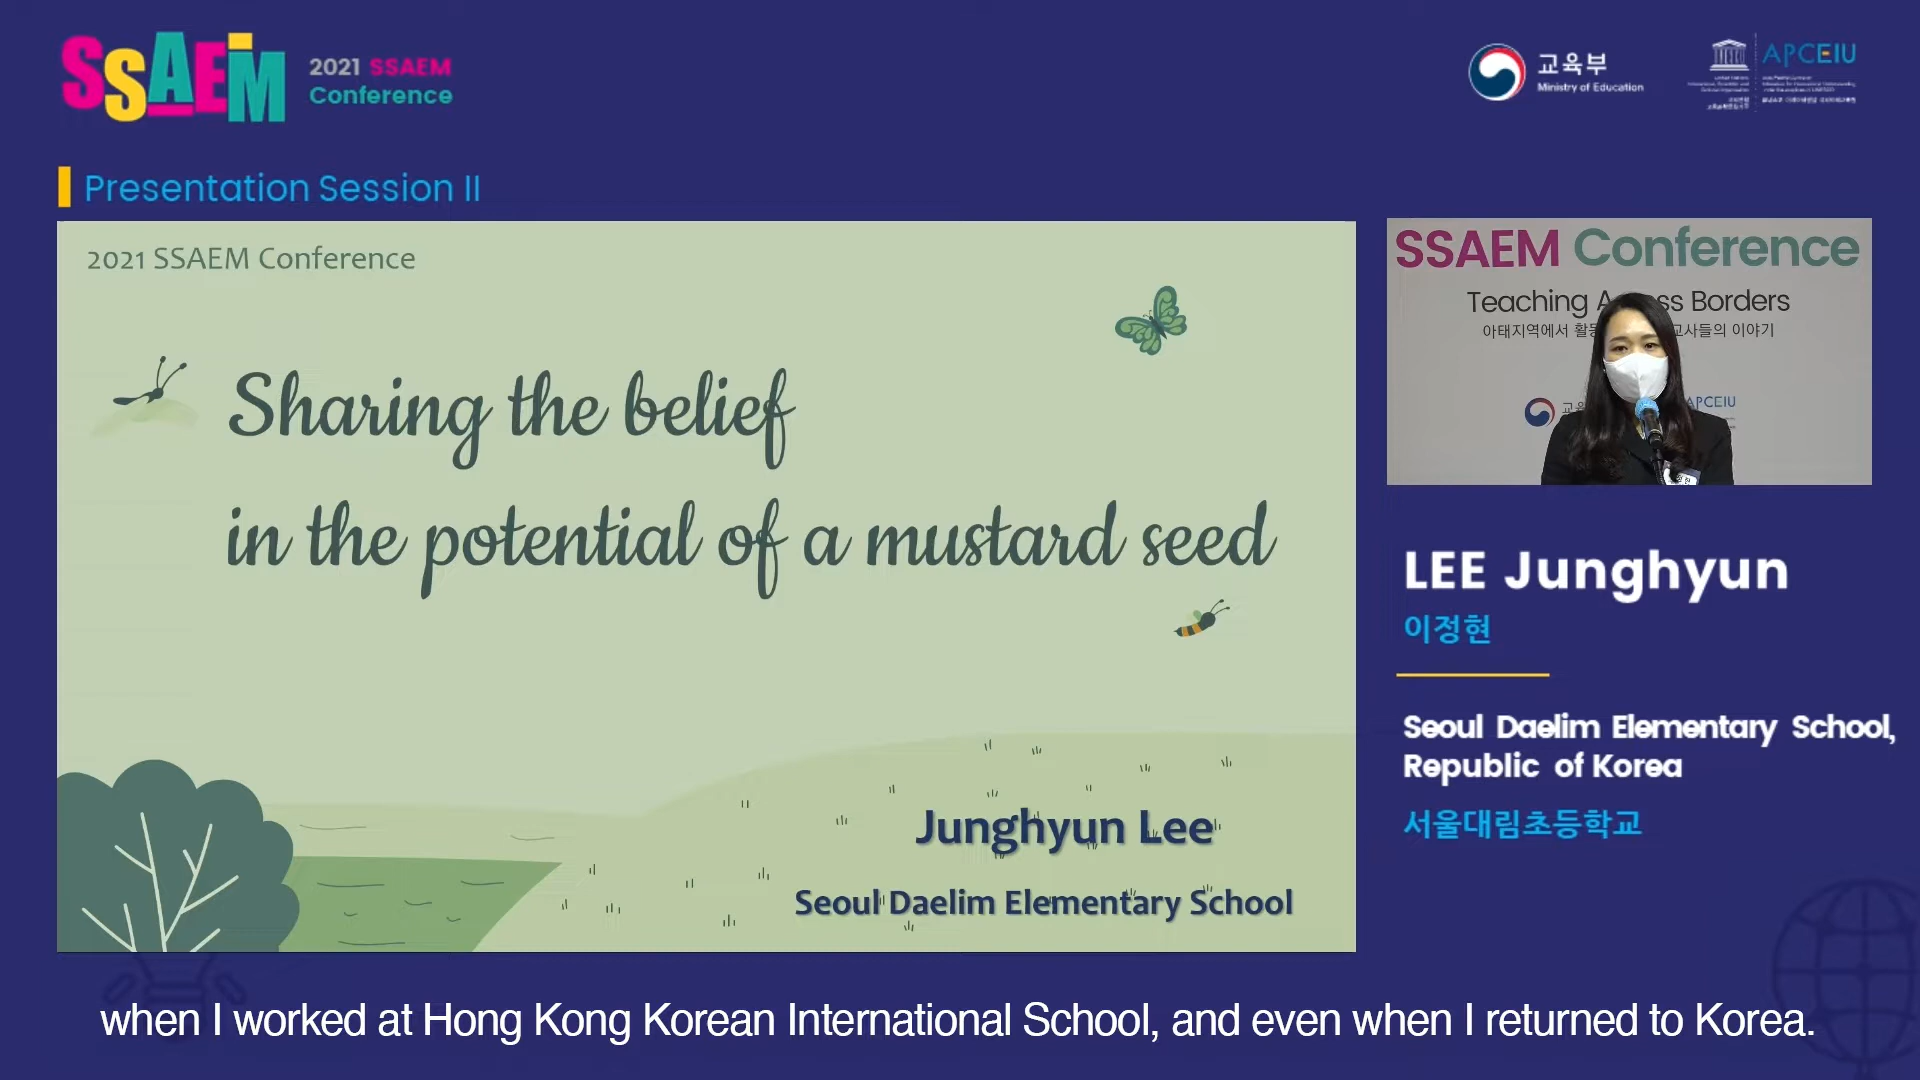 SSAEM
2021 SSAEM
Conference
교육부
Ministry of Education
UNESCO
APCEIU
Presentation Session II
2021 SSAEM Conference
Sharing the belief
in the potential of a mustard seed
Junghyun Lee
Seoul Daelim Elementary School
SSAEM Conference
Teaching Borders
아태지역에서
교사들의 이야기
APCEIU
LEE Junghyun
이정현
Seoul Daelim Elementary School,
Republic of Korea
서울대림초등학교
when I worked at Hong Kong Korean International School, and even when I returned to Korea.